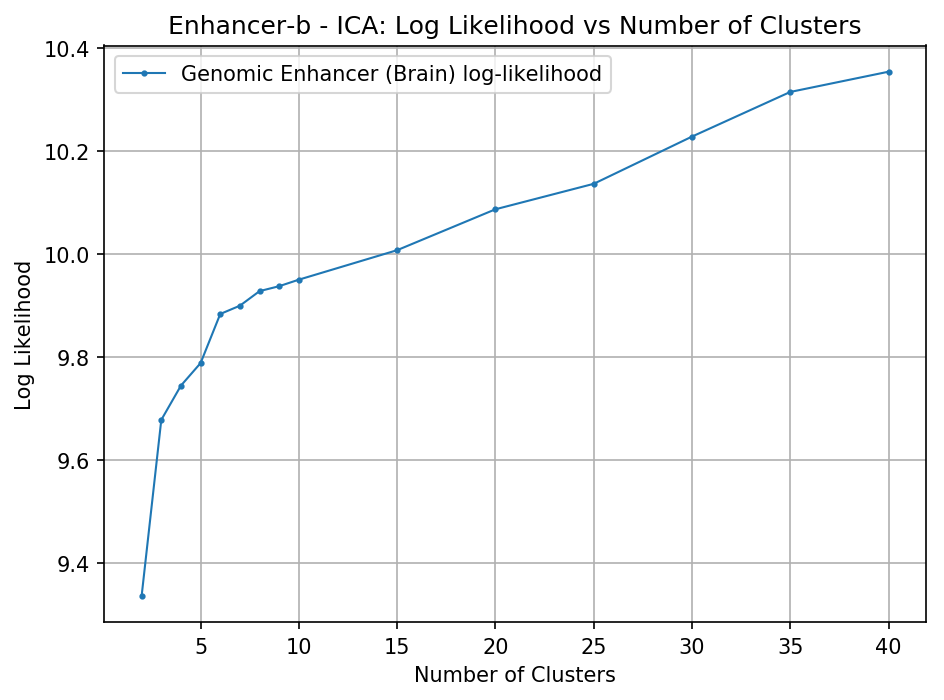 Enhancer-b - ICA: Log Likelihood vs Number of Clusters
Genomic Enhancer (Brain) log-likelihood
Log Likelihood
10.4
10.2
10.0
9.8
9.6
9.4
5 10 15 20 25 30 35 40
Number of Clusters